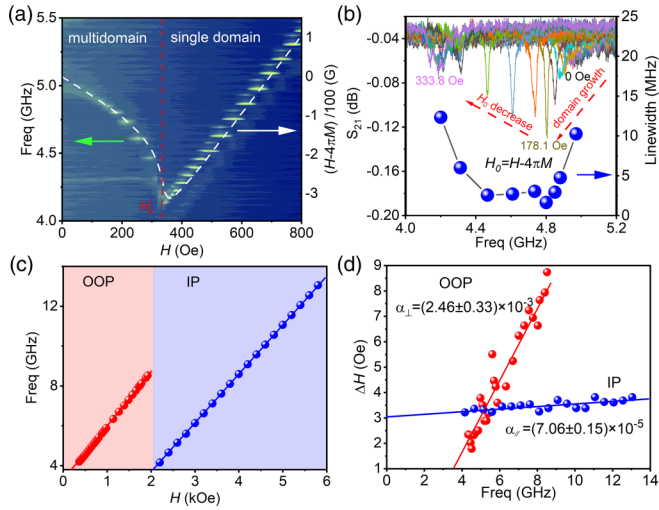 (a)
multidomain
single domain
Freq (GHz)
5.5
5.0
4.5
4.0
0
200
400
600
800
H (Oe)
1
0
-1
-2
-3
(H-4πM) /100 (G)
(b)
S21 (dB)
-0.04
-0.08
-0.12
-0.16
-0.20
333.8 Oe
0 Oe
H0 decrease
domain growth
178.1 Oe
H0=H-4πM
25
20
15
10
5
0
Linewidth (MHz)
4.0
4.4
4.8
5.2
Freq (GHz)
(c)
OOP
IP
Freq (GHz)
12
8
4
0
1
2
3
4
5
6
H (kOe)
(d)
OOP
α⊥=(2.46±0.33)×10⁻³
IP
α∥=(7.06±0.15)×10⁻⁵
ΔH (Oe)
9
8
7
6
5
4
3
2
1
0
2
4
6
8
10
12
14
Freq (GHz)